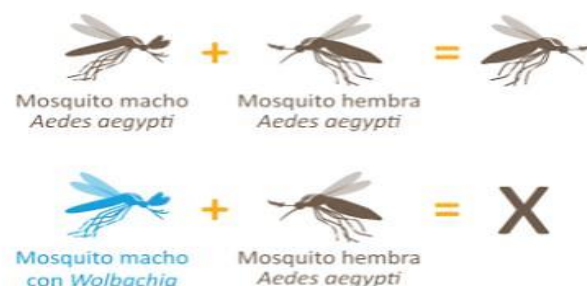 +
=
Mosquito macho
Aedes aegypti
Mosquito hembra
Aedes aegypti
+
=
X
Mosquito macho
con Wolbachia
Mosquito hembra
Aedes aegypti